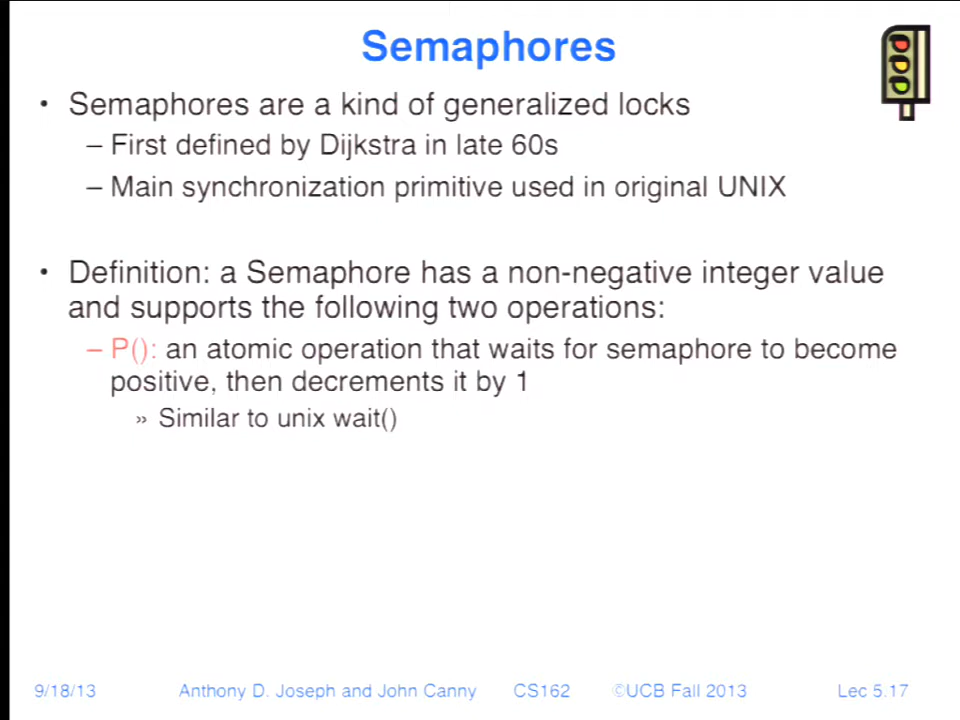 Semaphores
• Semaphores are a kind of generalized locks
– First defined by Dijkstra in late 60s
– Main synchronization primitive used in original UNIX
• Definition: a Semaphore has a non-negative integer value
and supports the following two operations:
– P(): an atomic operation that waits for semaphore to become
positive, then decrements it by 1
» Similar to unix wait()
9/18/13 Anthony D. Joseph and John Canny CS162 ©UCB Fall 2013 Lec 5.17